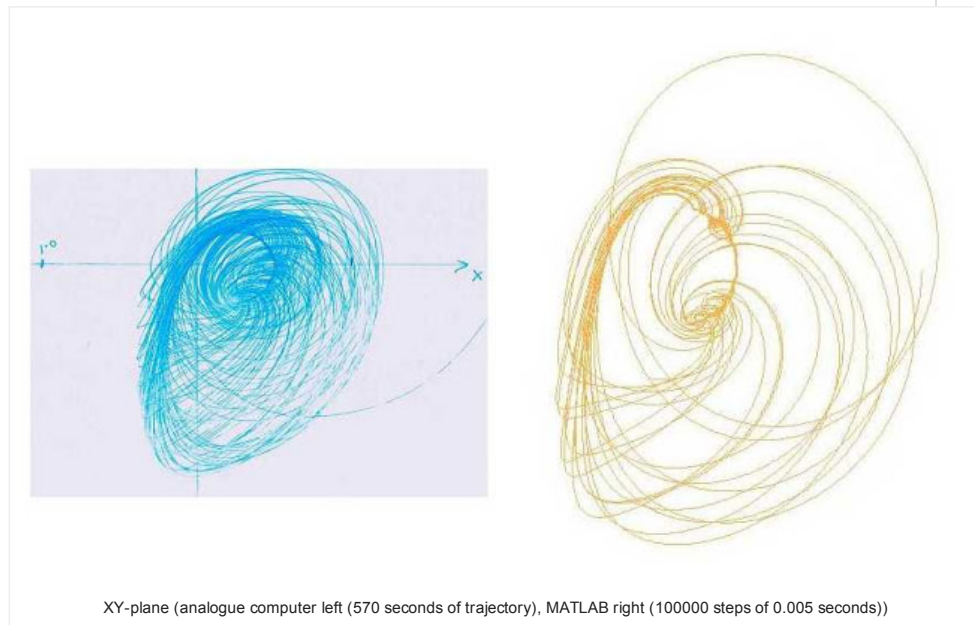 1.0
X
XY-plane (analogue computer left (570 seconds of trajectory), MATLAB right (100000 steps of 0.005 seconds))